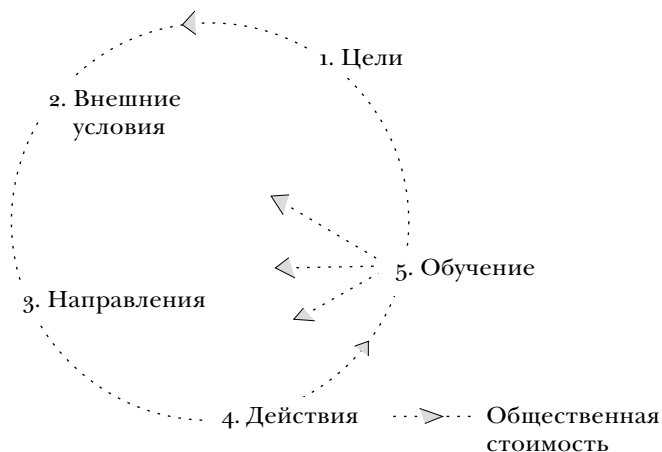 1. Цели
2. Внешние
условия
3. Направления
4. Действия
5. Обучение
Общественная
стоимость